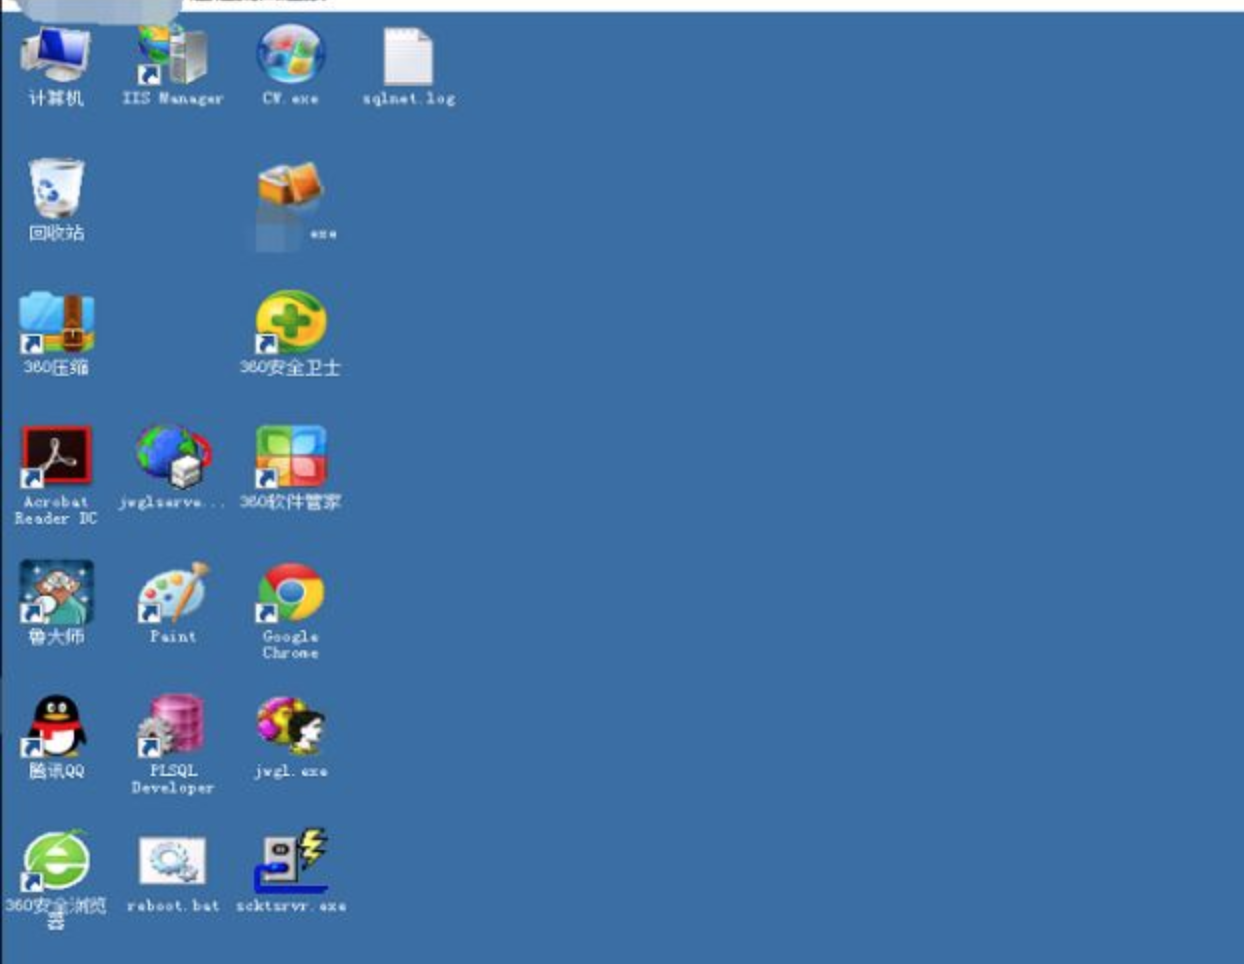 计算机
IIS Manager
CW.exe
sqlnet.log
回收站
exe
360压缩
360安全卫士
Acrobat
Reader DC
jwglserve...
360软件管家
鲁大师
Paint
Google
Chrome
腾讯QQ
PLSQL
Developer
jwgl.exe
360安全浏览
器
reboot.bat
scktsrvr.exe